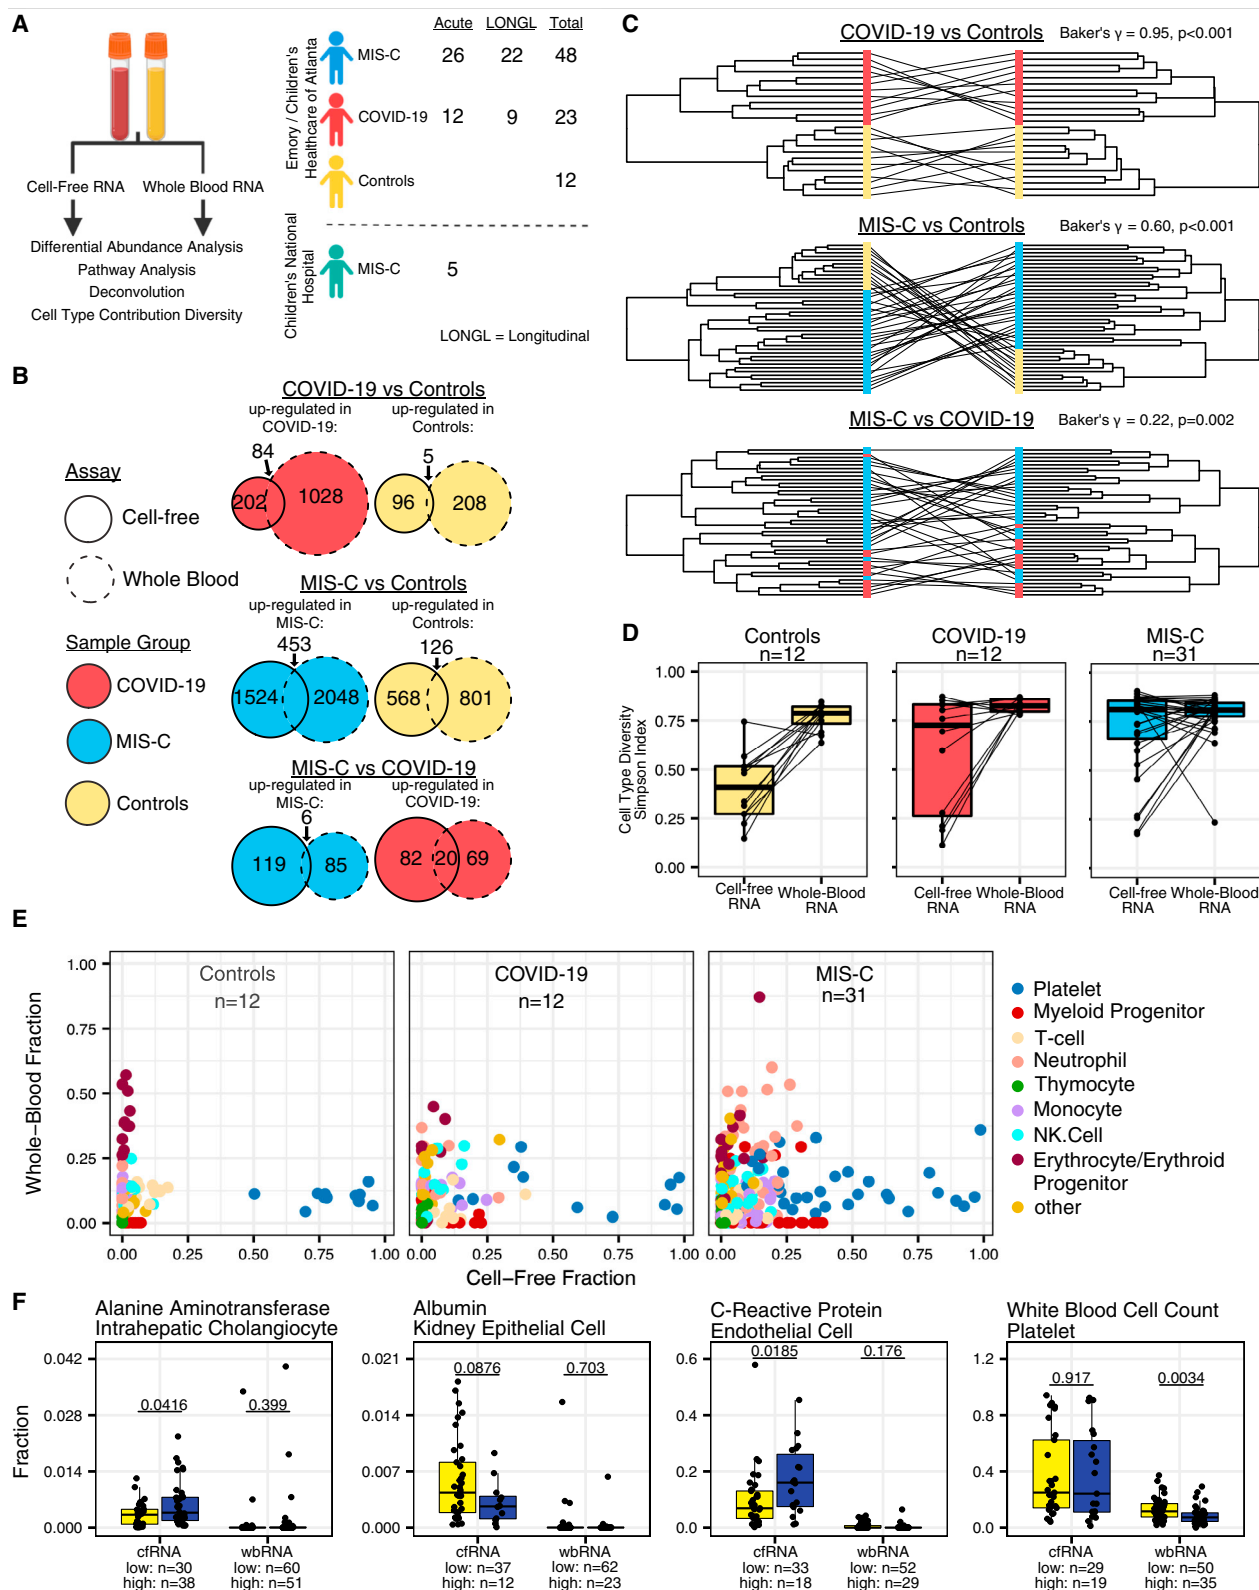 A
Cell-Free RNA
Whole Blood RNA
Differential Abundance Analysis
Pathway Analysis
Deconvolution
Cell Type Contribution Diversity
Emory / Children's
Healthcare of Atlanta
Children's National
Hospital
Acute LONGL Total
MIS-C 26 22 48
COVID-19 12 9 23
Controls 12
MIS-C 5
LONGL = Longitudinal
B
Assay
Cell-free
Whole Blood
Sample Group
COVID-19
MIS-C
Controls
COVID-19 vs Controls
up-regulated in
COVID-19:
84
202
1028
up-regulated in
Controls:
5
96
208
MIS-C vs Controls
up-regulated in
MIS-C:
453
1524
2048
up-regulated in
Controls:
126
568
801
MIS-C vs COVID-19
up-regulated in
MIS-C:
6
119
85
up-regulated in
COVID-19:
82
20
69
C
COVID-19 vs Controls
Baker's γ = 0.95, p<0.001
MIS-C vs Controls
Baker's γ = 0.60, p<0.001
MIS-C vs COVID-19
Baker's γ = 0.22, p=0.002
D
Cell Type Diversity
Simpson Index
1.00
0.75
0.50
0.25
0.00
Controls
n=12
Cell-free
RNA
Whole-Blood
RNA
COVID-19
n=12
Cell-free
RNA
Whole-Blood
RNA
MIS-C
n=31
Cell-free
RNA
Whole-Blood
RNA
E
Whole-Blood Fraction
1.00
0.75
0.50
0.25
0.00
Controls
n=12
0.00 0.25 0.50 0.75 1.00
COVID-19
n=12
0.00 0.25 0.50 0.75 1.00
MIS-C
n=31
0.00 0.25 0.50 0.75 1.00
Cell-Free Fraction
Platelet
Myeloid Progenitor
T-cell
Neutrophil
Thymocyte
Monocyte
NK.Cell
Erythrocyte/Erythroid
Progenitor
other
F
Fraction
Alanine Aminotransferase
Intrahepatic Cholangiocyte
0.042
0.028
0.014
0.000
0.0416
0.399
cfRNA
low: n=30
high: n=38
wbRNA
low: n=60
high: n=51
Albumin
Kidney Epithelial Cell
0.021
0.014
0.007
0.000
0.0876
0.703
cfRNA
low: n=37
high: n=12
wbRNA
low: n=62
high: n=23
C-Reactive Protein
Endothelial Cell
0.6
0.4
0.2
0.0
0.0185
0.176
cfRNA
low: n=33
high: n=18
wbRNA
low: n=52
high: n=29
White Blood Cell Count
Platelet
1.2
0.8
0.4
0.0
0.917
0.0034
cfRNA
low: n=29
high: n=19
wbRNA
low: n=50
high: n=35